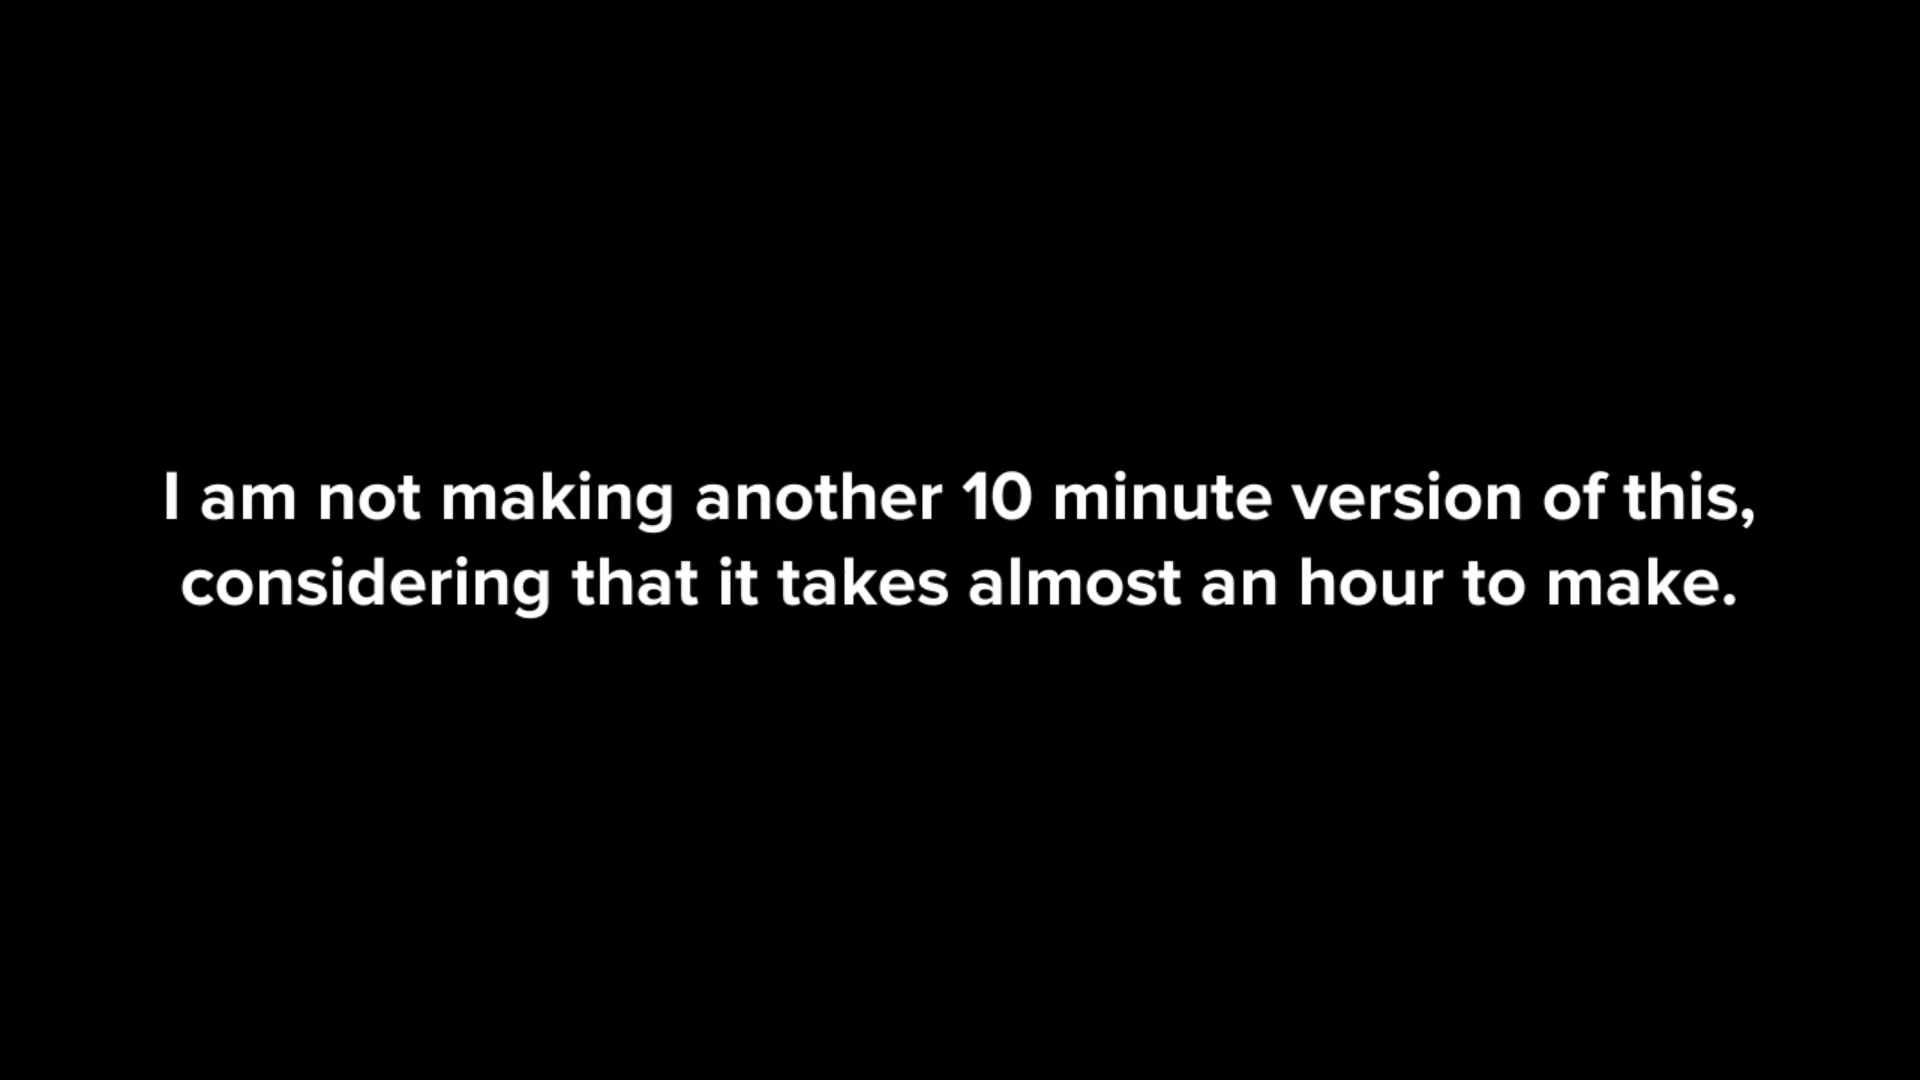 I am not making another 10 minute version of this,
considering that it takes almost an hour to make.